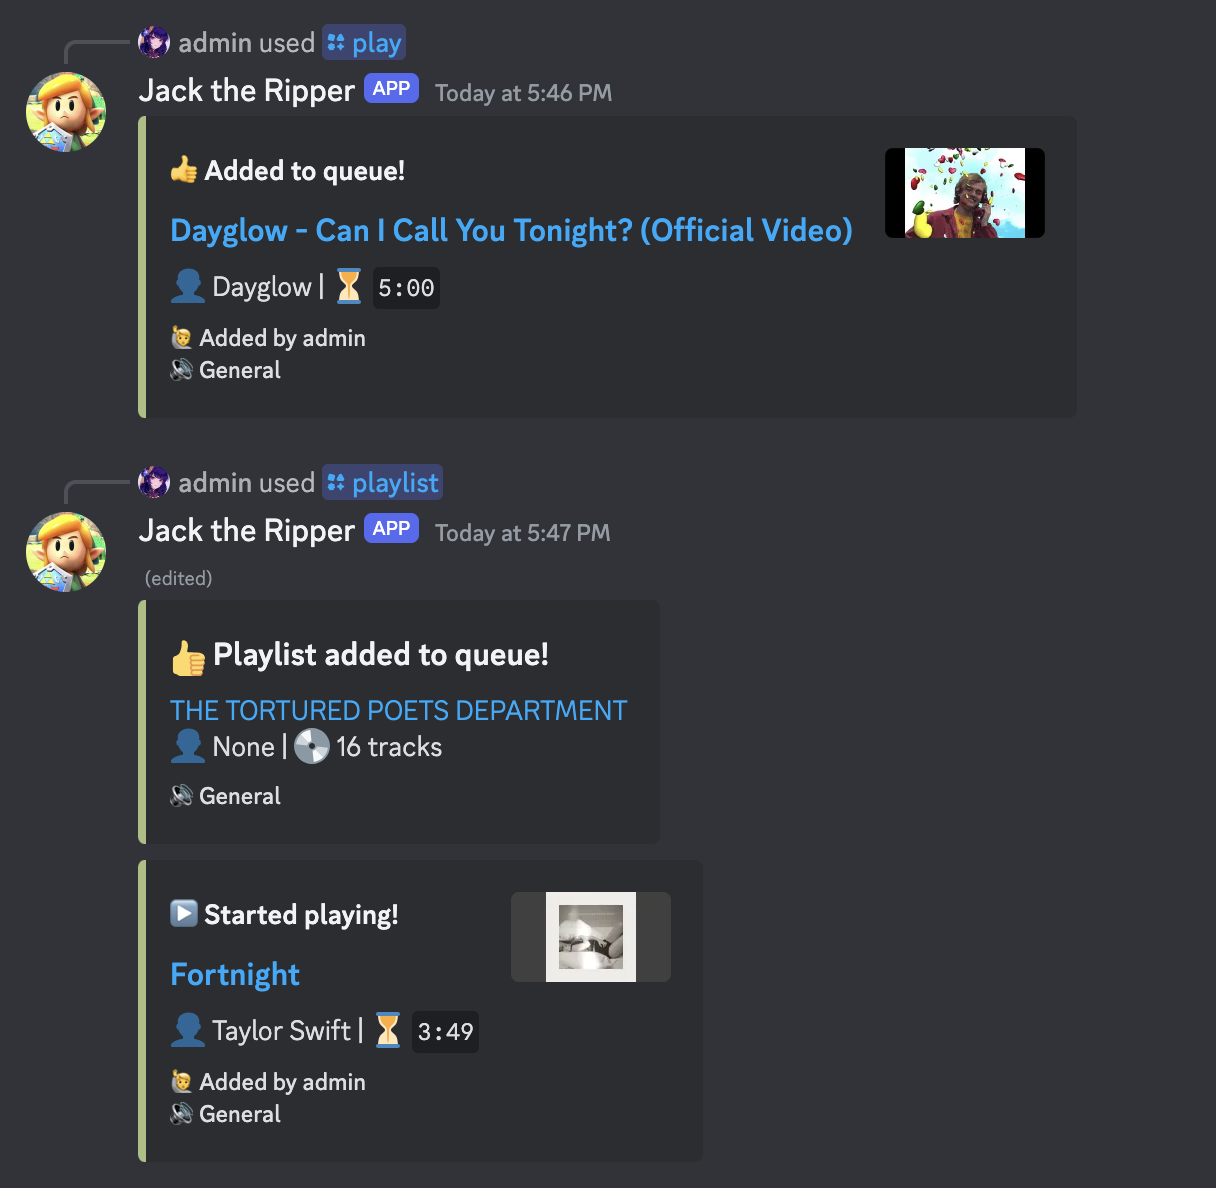 admin used play
Jack the Ripper APP Today at 5:46 PM
👍 Added to queue!
Dayglow - Can I Call You Tonight? (Official Video)
👤 Dayglow | ⏳ 5:00
🙋 Added by admin
🔊 General
admin used playlist
Jack the Ripper APP Today at 5:47 PM
(edited)
👍 Playlist added to queue!
THE TORTURED POETS DEPARTMENT
👤 None | 💿 16 tracks
🔊 General
▶️ Started playing!
Fortnight
👤 Taylor Swift | ⏳ 3:49
🙋 Added by admin
🔊 General